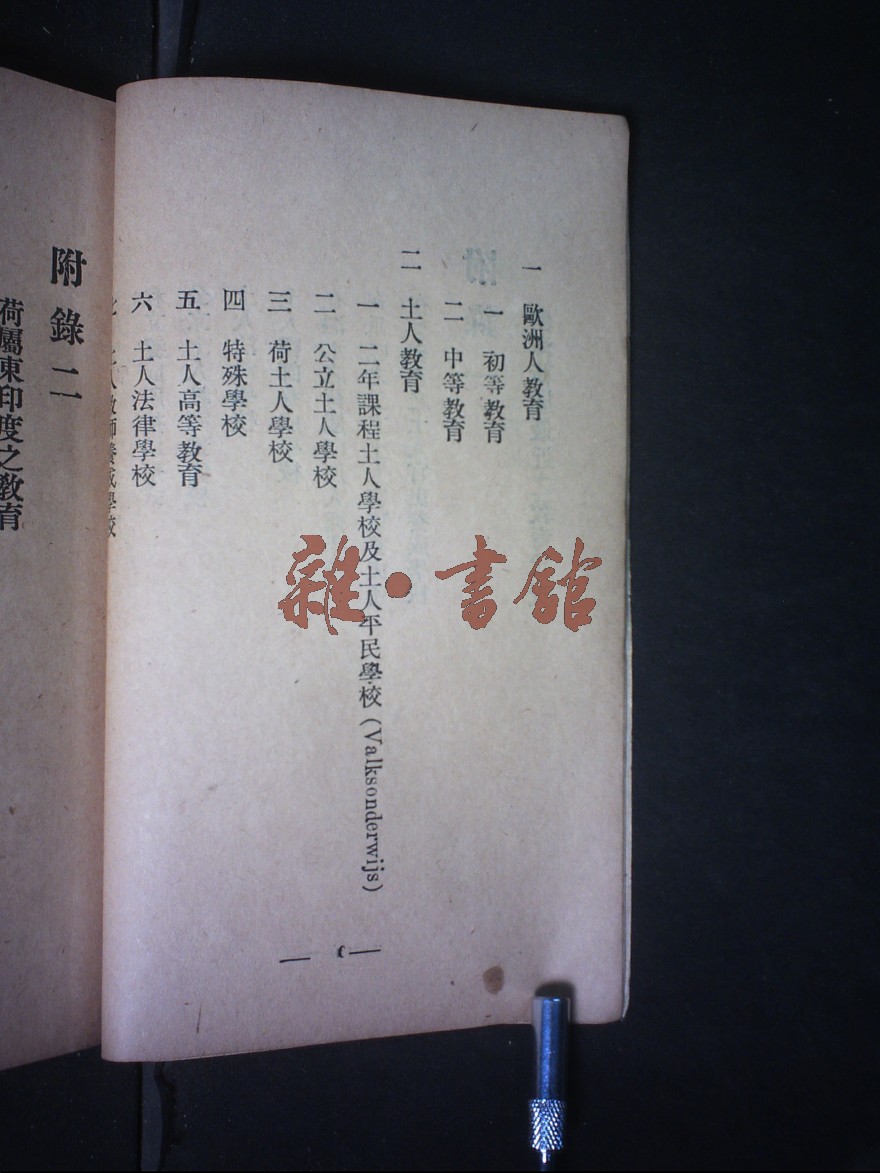 一 歐洲人教育
一 初等教育
二 中等教育
二 土人教育
一 二年課程土人學校及土人平民學校(Valksonderwijs)
二 公立土人學校
三 荷土人學校
四 特殊學校
五 土人高等教育
六 土人法律學校
七 土人教師養成學校
附錄二
荷屬東印度之教育
雜·書館